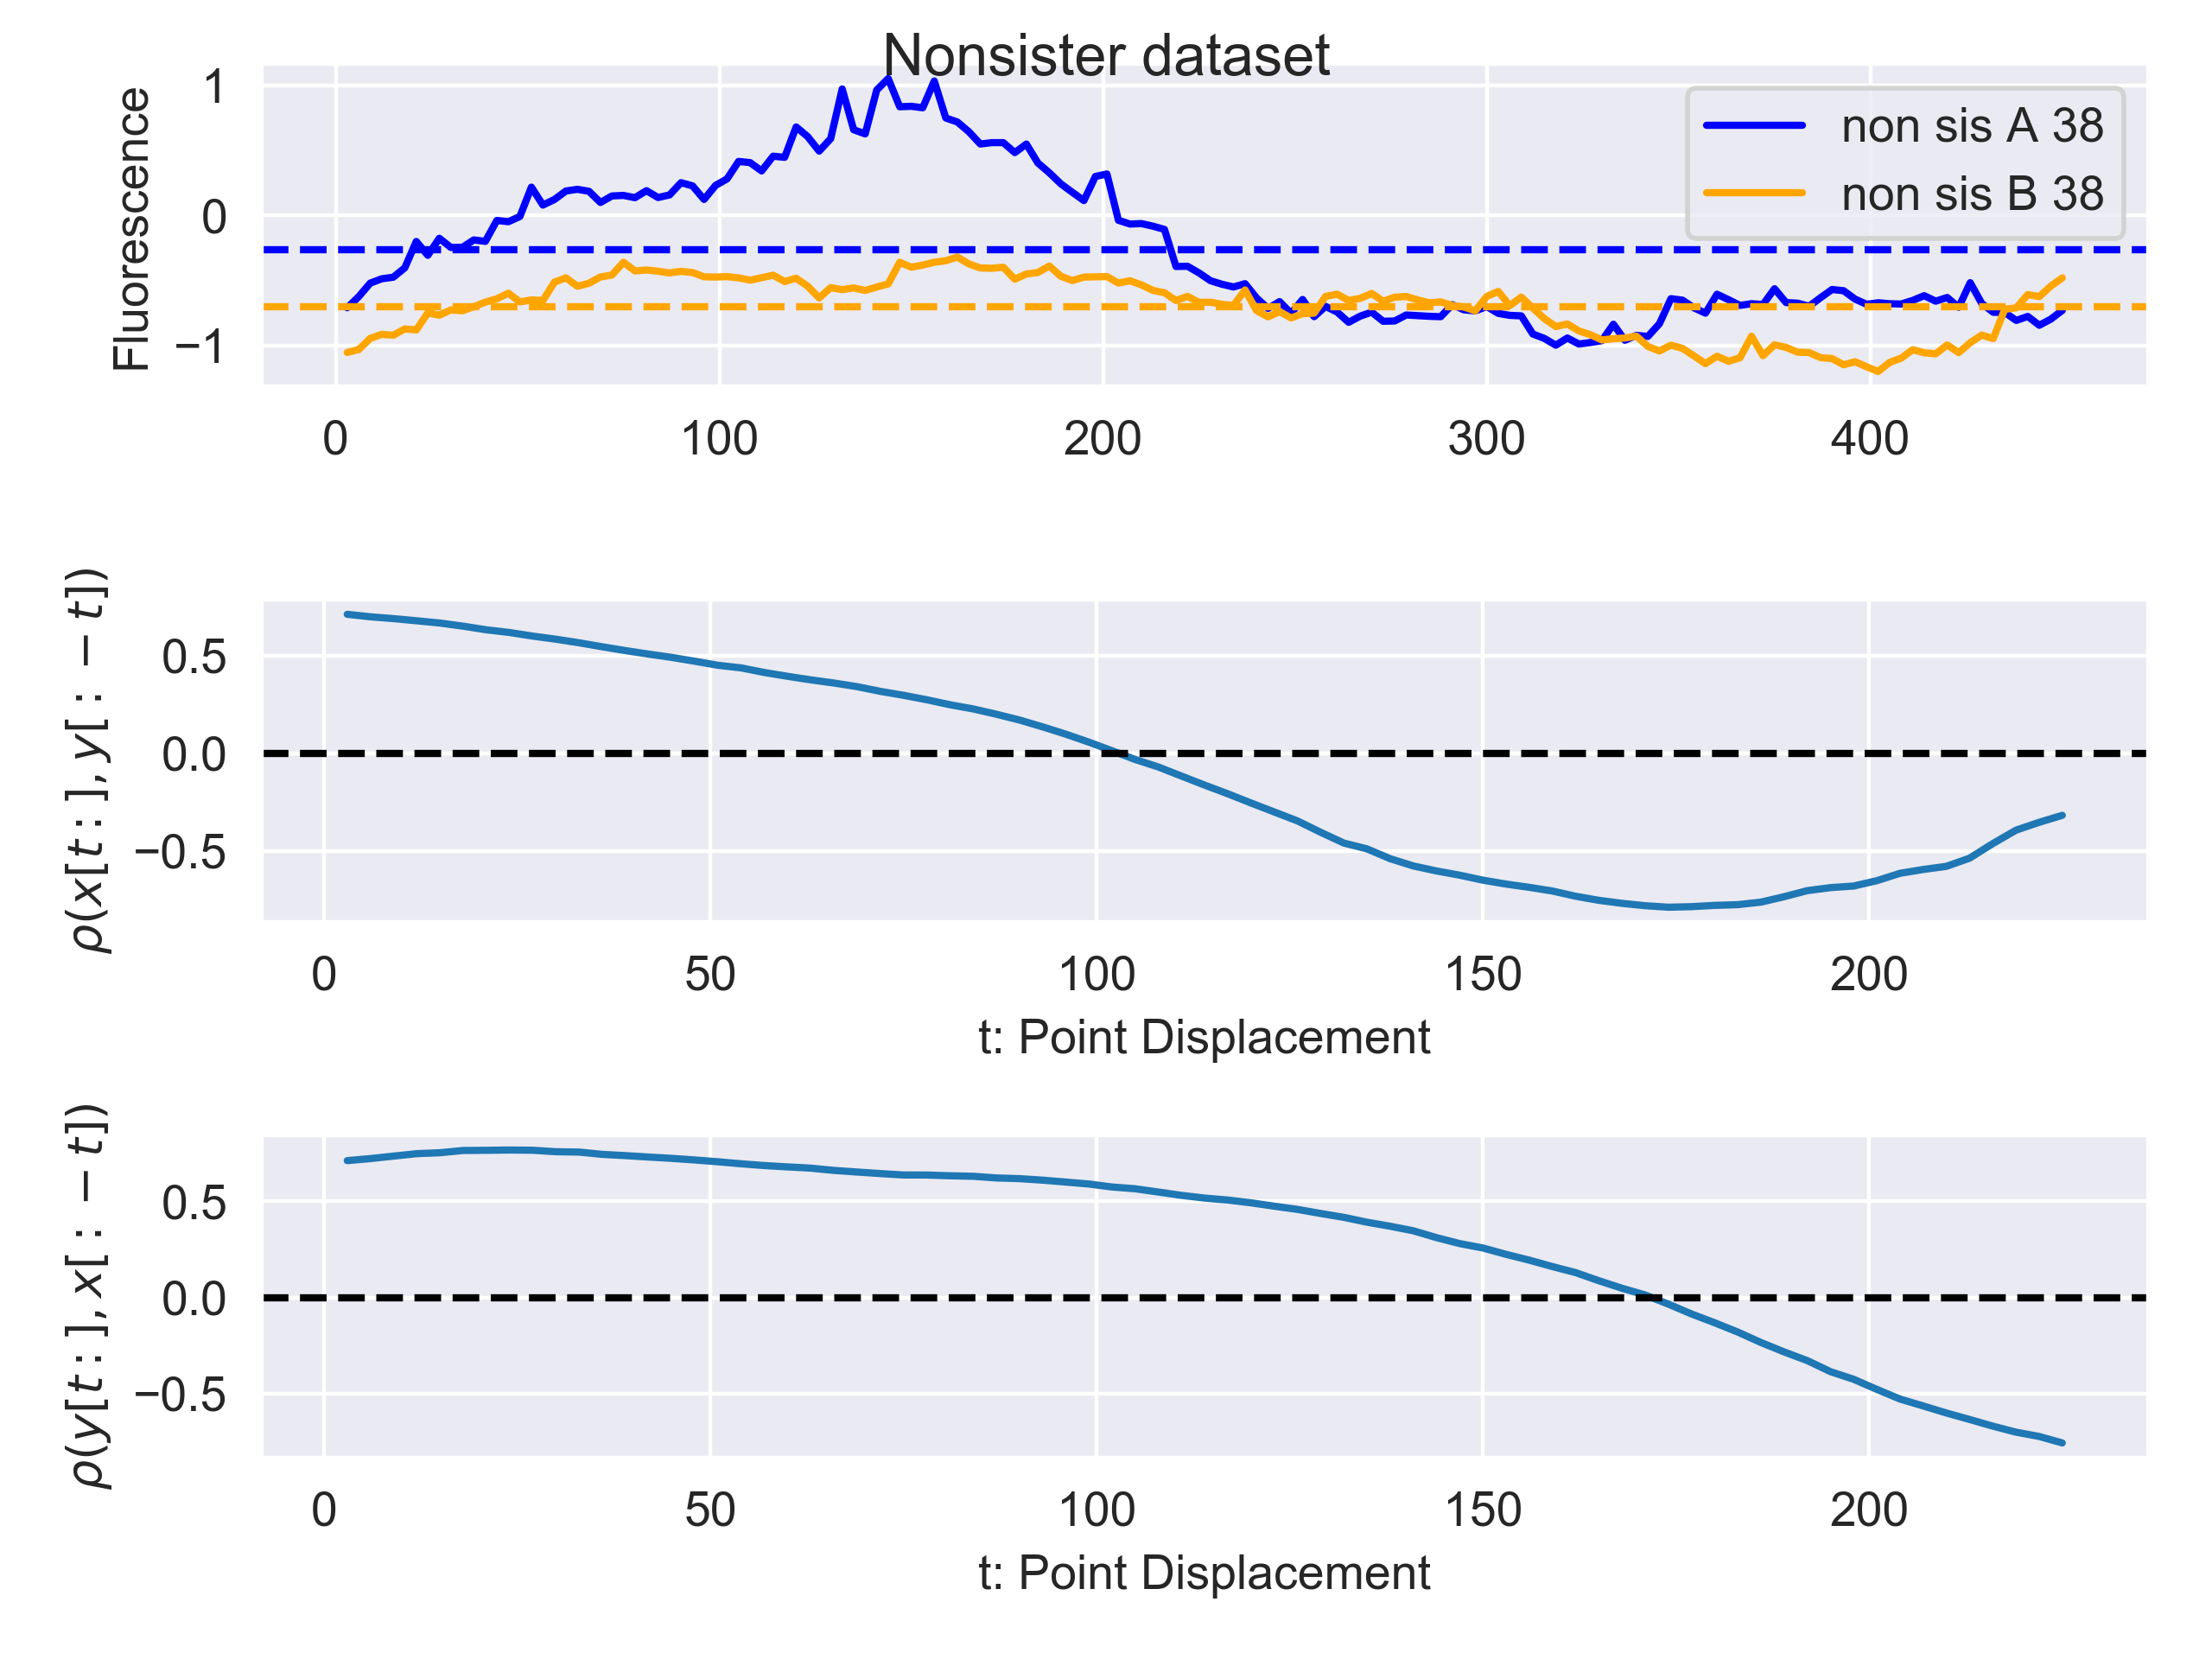 Nonsister dataset
Fluorescence
1
0
−1
non sis A 38
non sis B 38
0 100 200 300 400
ρ(x[t:],y[:−t])
0.5
0.0
−0.5
0 50 100 150 200
t: Point Displacement
ρ(y[t:],x[:−t])
0.5
0.0
−0.5
0 50 100 150 200
t: Point Displacement